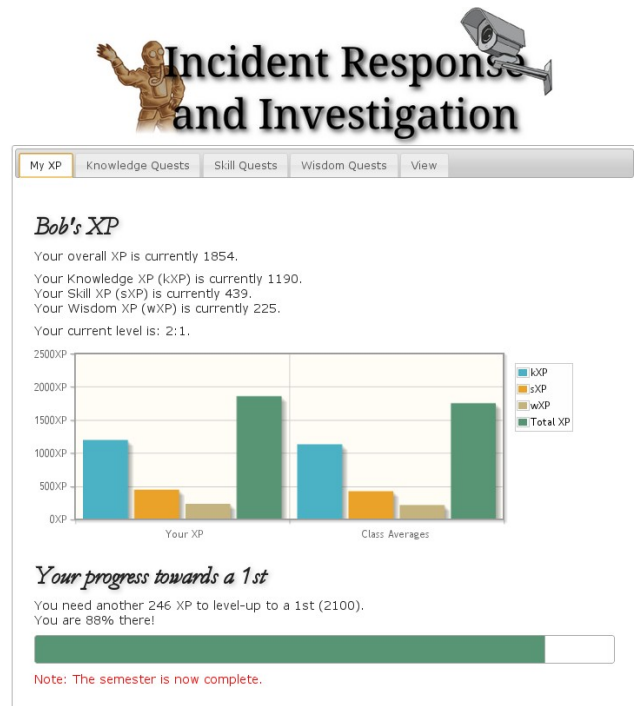 Incident Response
and Investigation
My XP Knowledge Quests Skill Quests Wisdom Quests View
Bob's XP
Your overall XP is currently 1854.
Your Knowledge XP (kXP) is currently 1190.
Your Skill XP (sXP) is currently 439.
Your Wisdom XP (wXP) is currently 225.
Your current level is: 2:1.
2500XP
2000XP
1500XP
1000XP
500XP
0XP
Your XP Class Averages
kXP
sXP
wXP
Total XP
Your progress towards a 1st
You need another 246 XP to level-up to a 1st (2100).
You are 88% there!
Note: The semester is now complete.